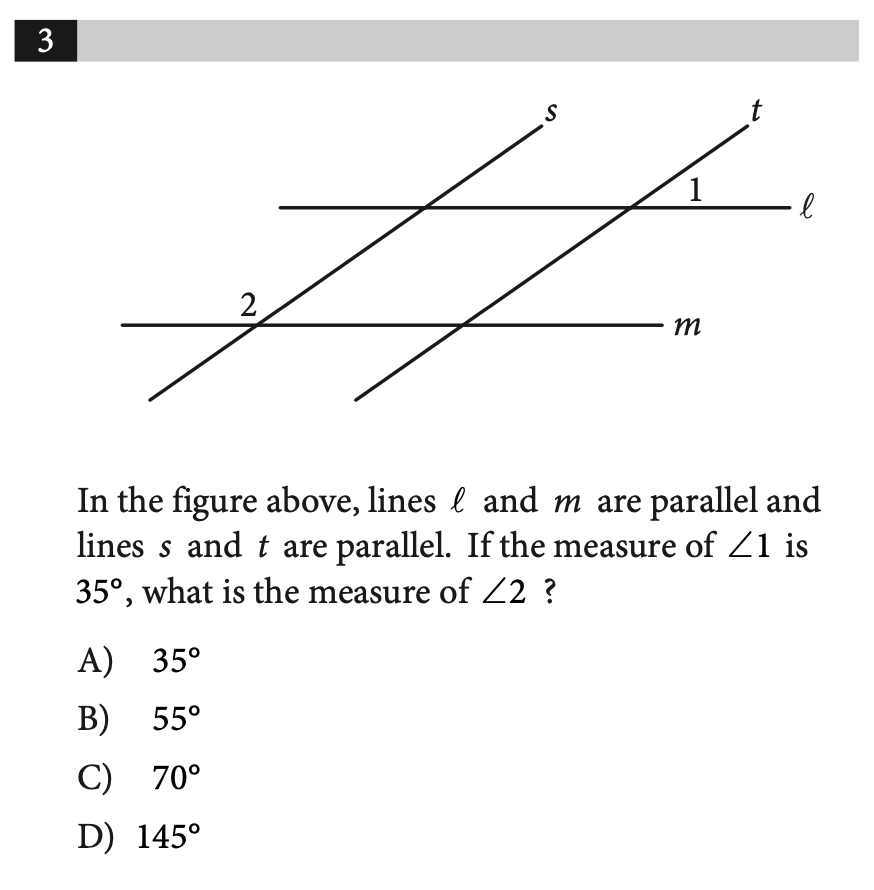 3
s
t
1
ℓ
2
m
In the figure above, lines ℓ and m are parallel and
lines s and t are parallel. If the measure of ∠1 is
35°, what is the measure of ∠2 ?
A) 35°
B) 55°
C) 70°
D) 145°